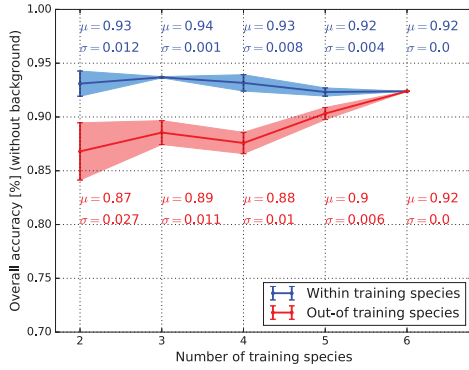 1.00
0.95
0.90
0.85
0.80
0.75
0.70
Overall accuracy [%] (without background)
μ = 0.93 μ = 0.94 μ = 0.93 μ = 0.92 μ = 0.92
σ = 0.012 σ = 0.001 σ = 0.008 σ = 0.004 σ = 0.0
μ = 0.87 μ = 0.89 μ = 0.88 μ = 0.9 μ = 0.92
σ = 0.027 σ = 0.011 σ = 0.01 σ = 0.006 σ = 0.0
Within training species
Out-of training species
2 3 4 5 6
Number of training species